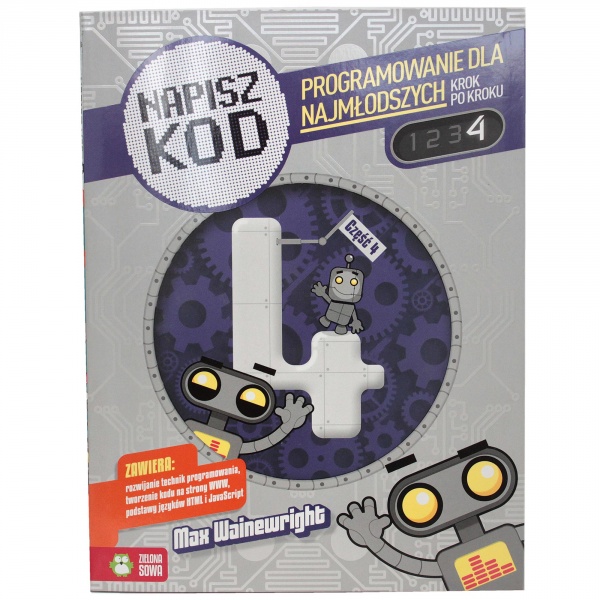 NAPISZ
KOD
PROGRAMOWANIE DLA
NAJMŁODSZYCH KROK
PO KROKU
1 2 3 4
Część 4
4
ZAWIERA:
rozwijanie technik programowania,
tworzenie kodu na strony WWW,
podstawy języków HTML i JavaScript
Max Wainewright
ZIELONA
SOWA